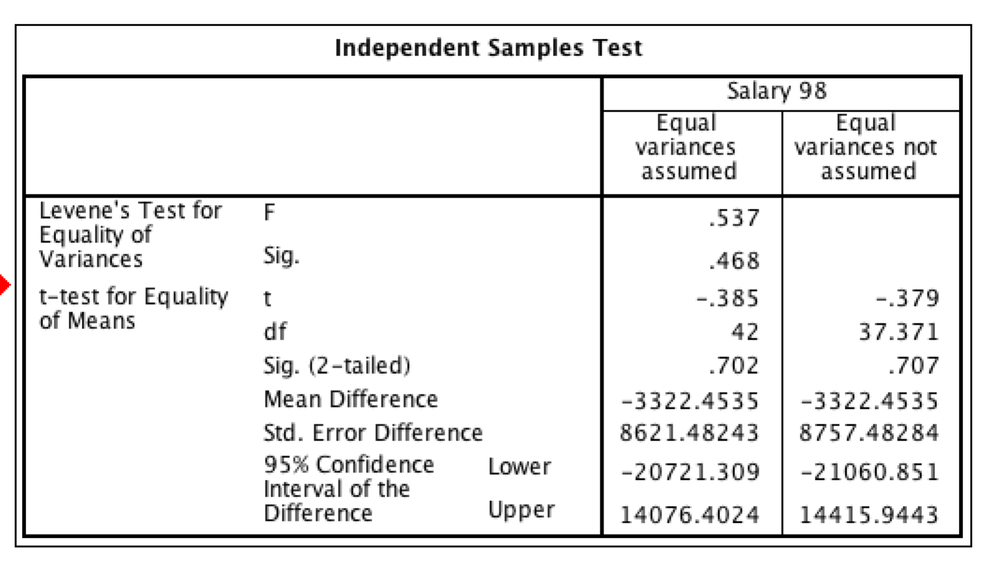 Independent Samples Test
Salary 98
Equal variances assumed
Equal variances not assumed
Levene's Test for Equality of Variances F .537
Sig. .468
t-test for Equality of Means t -.385 -.379
df 42 37.371
Sig. (2-tailed) .702 .707
Mean Difference -3322.4535 -3322.4535
Std. Error Difference 8621.48243 8757.48284
95% Confidence Interval of the Difference Lower -20721.309 -21060.851
Upper 14076.4024 14415.9443